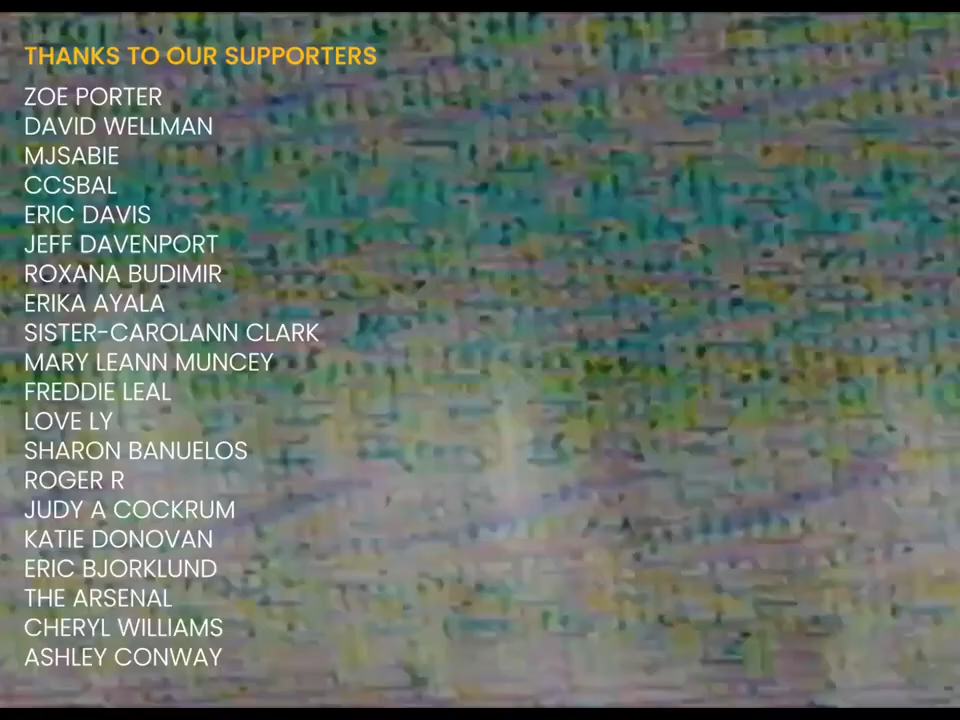 THANKS TO OUR SUPPORTERS
ZOE PORTER
DAVID WELLMAN
MJSABIE
CCSBAL
ERIC DAVIS
JEFF DAVENPORT
ROXANA BUDIMIR
ERIKA AYALA
SISTER-CAROLANN CLARK
MARY LEANN MUNCEY
FREDDIE LEAL
LOVE LY
SHARON BANUELOS
ROGER R
JUDY A COCKRUM
KATIE DONOVAN
ERIC BJORKLUND
THE ARSENAL
CHERYL WILLIAMS
ASHLEY CONWAY